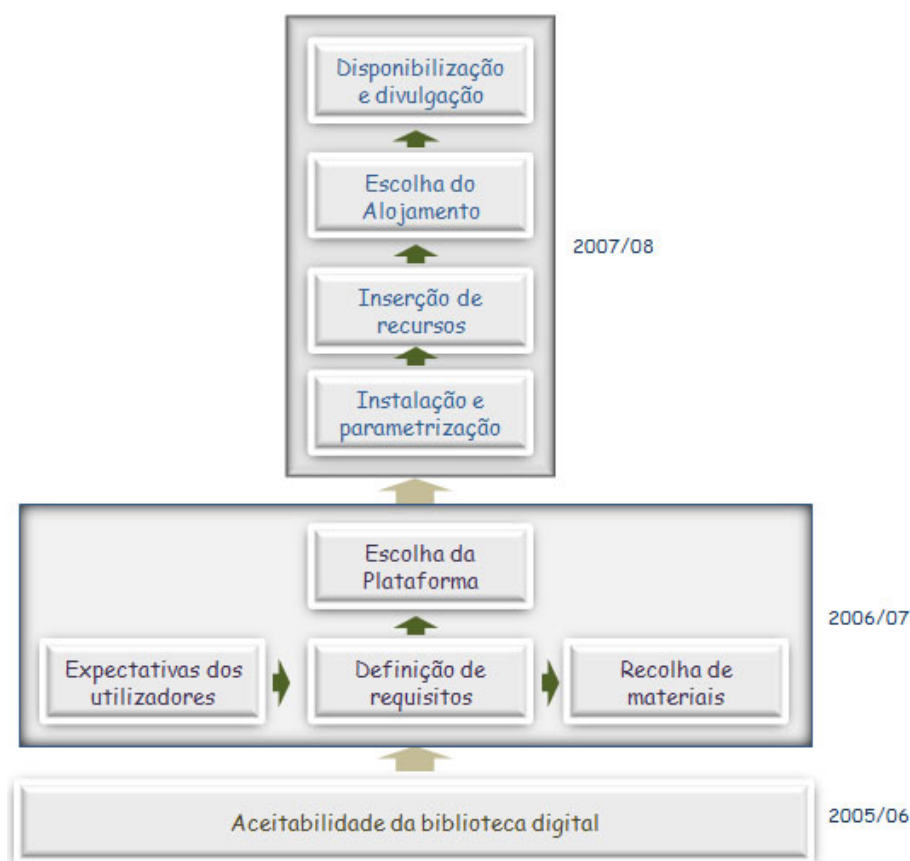 Disponibilização
e divulgação
Escolha do
Alojamento
2007/08
Inserção de
recursos
Instalação e
parametrização
Escolha da
Plataforma
2006/07
Expectativas dos
utilizadores
Definição de
requisitos
Recolha de
materiais
Aceitabilidade da biblioteca digital
2005/06